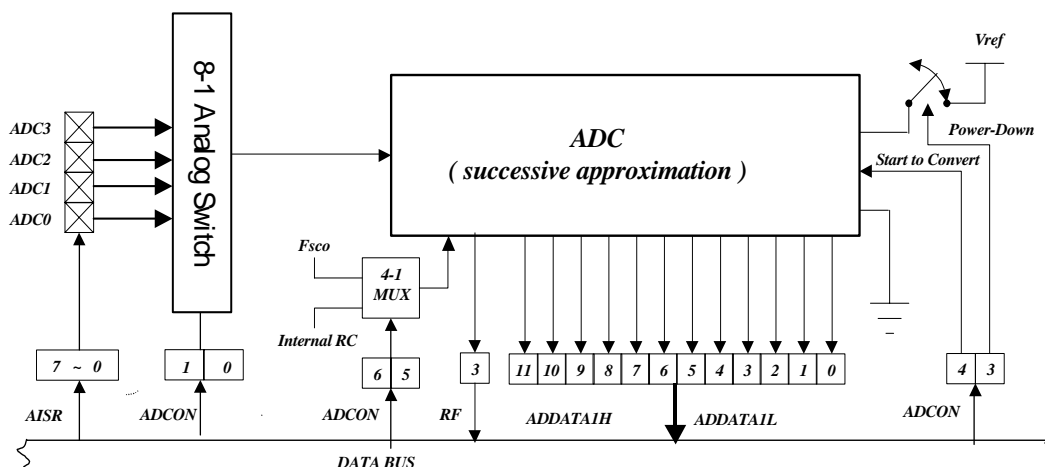 Vref
8-1 Analog Switch
ADC
( successive approximation )
ADC3
ADC2
ADC1
ADC0
Power-Down
Start to Convert
Fsco
4-1
MUX
Internal RC
7 ~ 0
1 0
6 5
3
11 10 9 8 7 6 5 4 3 2 1 0
4 3
AISR
ADCON
ADCON
RF
ADDATA1H
ADDATA1L
ADCON
DATA BUS